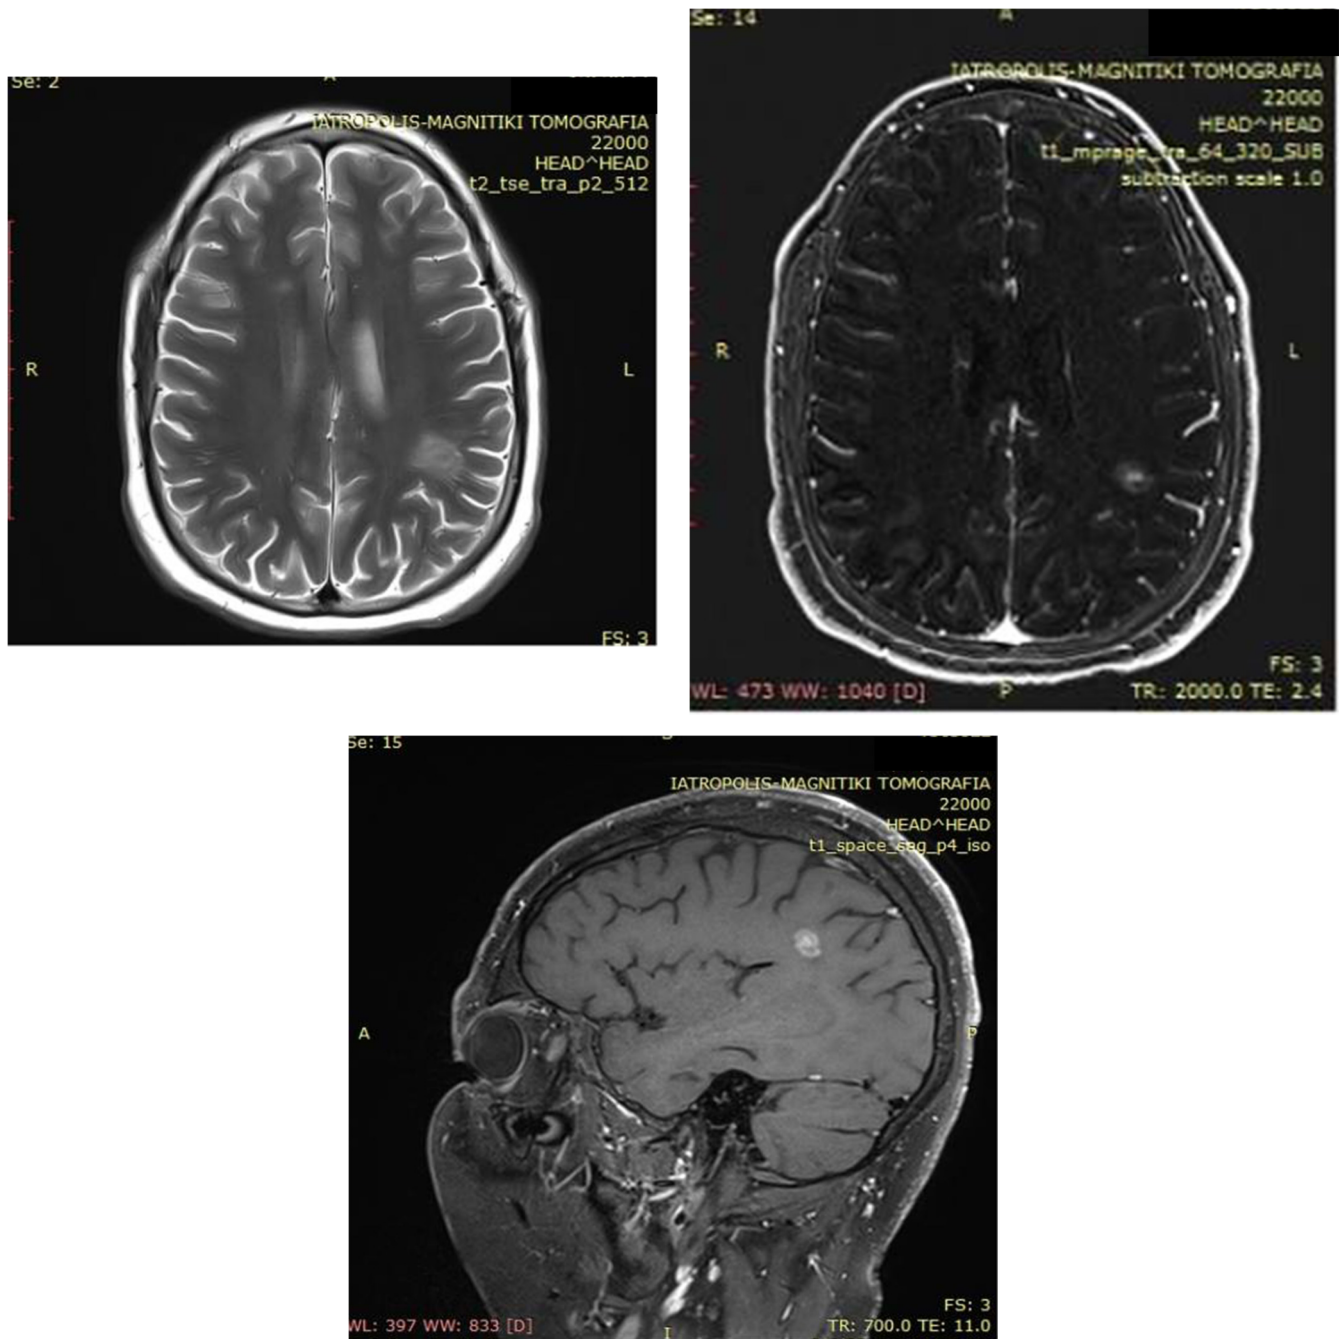 Se: 2
A
IATROPOLIS-MAGNITIKI TOMOGRAFIA
22000
HEAD^HEAD
t2_tse_tra_p2_512
R
L
FS: 3
Se: 14
A
IATROPOLIS-MAGNITIKI TOMOGRAFIA
22000
HEAD^HEAD
t1_mprage_tra_64_320_SUB
subtraction scale 1.0
R
L
FS: 3
WL: 473 WW: 1040 [D]
P
TR: 2000.0 TE: 2.4
Se: 15
IATROPOLIS-MAGNITIKI TOMOGRAFIA
22000
HEAD^HEAD
t1_space_sag_p4_iso
A
P
FS: 3
WL: 397 WW: 833 [D]
I
TR: 700.0 TE: 11.0